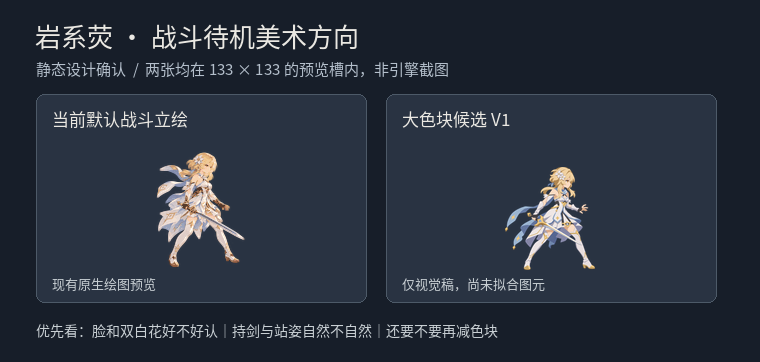 岩系荧 · 战斗待机美术方向
静态设计确认 / 两张均在 133 × 133 的预览槽内，非引擎截图
当前默认战斗立绘
现有原生绘图预览
大色块候选 V1
仅视觉稿，尚未拟合图元
优先看：脸和双白花好不好认｜持剑与站姿自然不自然｜还要不要再减色块